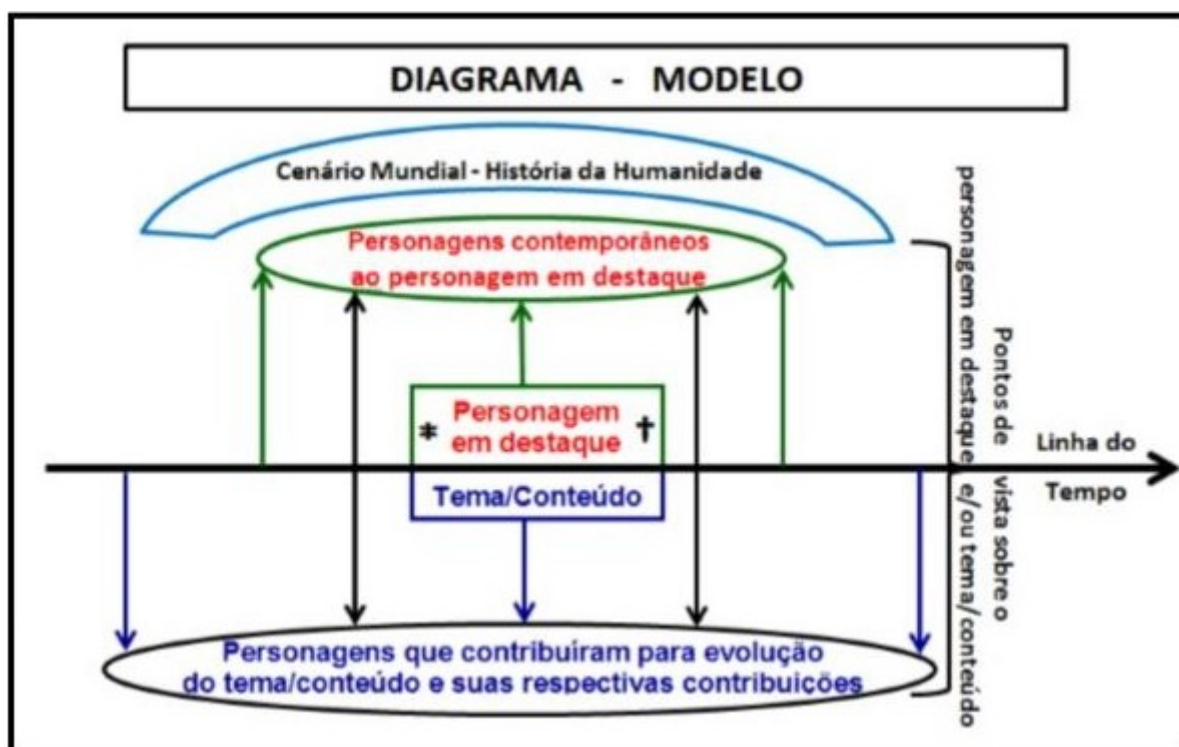 DIAGRAMA - MODELO
Cenário Mundial - História da Humanidade
Personagens contemporâneos
ao personagem em destaque
* Personagem †
em destaque
Tema/Conteúdo
Linha do
Tempo
Personagens que contribuíram para evolução
do tema/conteúdo e suas respectivas contribuições
Pontos de vista sobre o
personagem em destaque e/ou tema/conteúdo